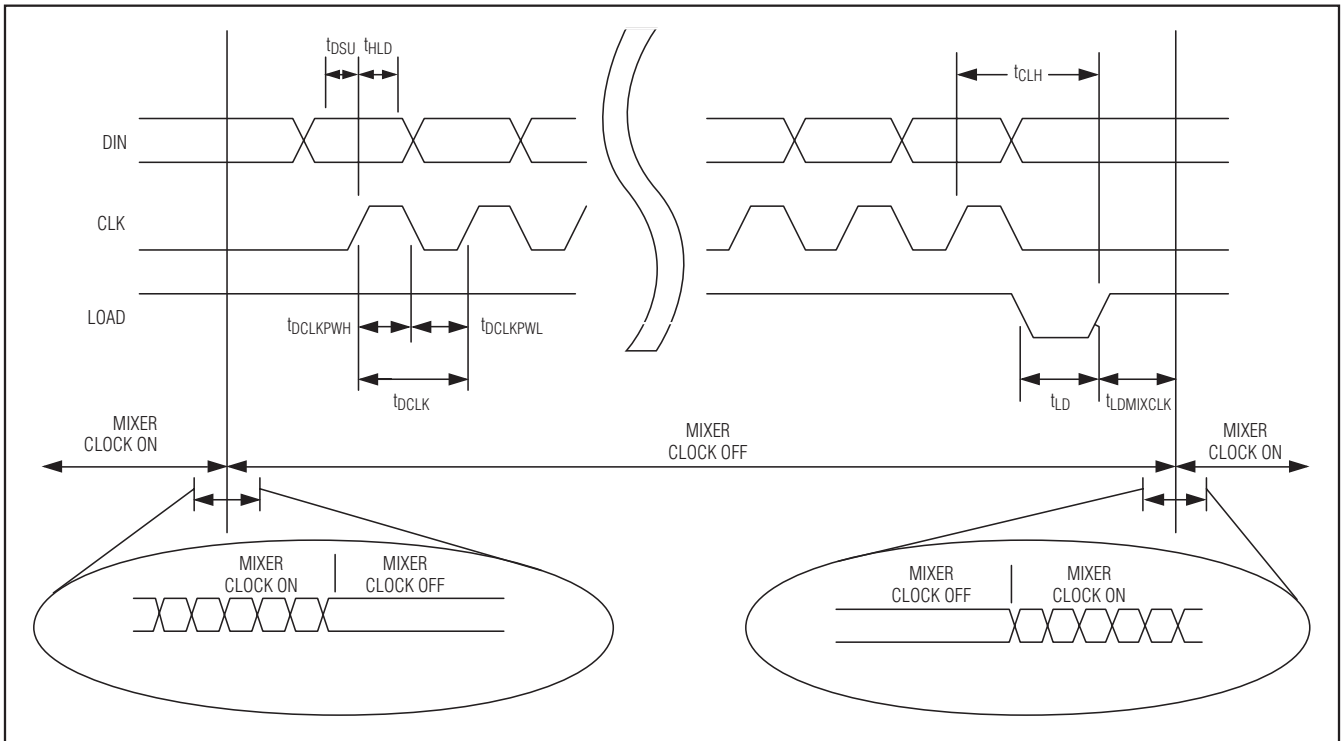 tDSU tHLD
tCLH
DIN
CLK
LOAD
tDCLKPWH
tDCLKPWL
tDCLK
tLD
tLDMIXCLK
MIXER
CLOCK ON
MIXER
CLOCK OFF
MIXER
CLOCK ON
MIXER
CLOCK ON
MIXER
CLOCK OFF
MIXER
CLOCK OFF
MIXER
CLOCK ON